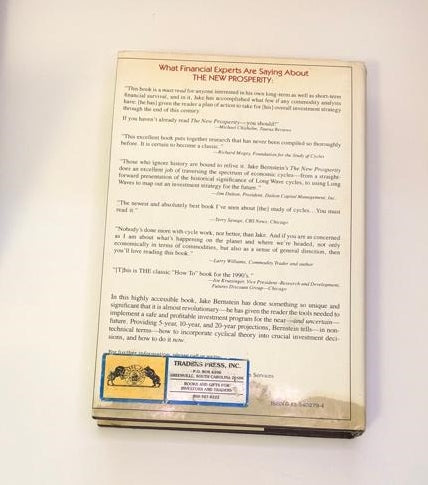 What Financial Experts Are Saying About
THE NEW PROSPERITY:
"This book is a must read for anyone interested in his own long-term as well as short-term
financial survival, and in it, Jake has accomplished what few if any commodity analysts
have: [he has] given the reader a plan of action to take for [his] overall investment strategy
through the end of this century.
If you haven't already read The New Prosperity—you should!"
—Michael Chisholm, Taurus Reviews
"This excellent book puts together research that has never been compiled so thoroughly
before. It is certain to become a classic."
—Richard Mogey, Foundation for the Study of Cycles
"Those who ignore history are bound to relive it. Jake Bernstein's The New Prosperity
does an excellent job of traversing the spectrum of economic cycles—from a straight-
forward presentation of the historical significance of Long Wave cycles, to using Long
Waves to map out an investment strategy for the future."
—Jim Dalton, President, Dalton Capital Management, Inc.
"The newest and absolutely best book I've seen about [the] study of cycles. . .You must
read it."
—Terry Savage, CBS News, Chicago
"Nobody's done more with cycle work, nor better, than Jake. And if you are as concerned
as I am about what's happening on the planet and where we're headed, not only
economically in terms of commodities, but also as a sense of general direction, then
you'll love reading this book."
—Larry Williams, Commodity Trader and author
"[T]his is THE classic "How To" book for the 1990's."
—Joe Krutsinger, Vice President-Research and Development,
Futures Discount Group—Chicago
In this highly accessible book, Jake Bernstein has done something so unique and
significant that it is almost revolutionary—he has given the reader the tools needed to
implement a safe and profitable investment program for the near—and uncertain—
future. Providing 5-year, 10-year, and 20-year projections, Bernstein tells—in non-
technical terms—how to incorporate cyclical theory into crucial investment deci-
sions, and how to do it now.
For further information, please call or write:
TRADERS PRESS, INC.
P.O. BOX 6206
GREENVILLE, SOUTH CAROLINA 29606
BOOKS AND GIFTS FOR
INVESTORS AND TRADERS
Services